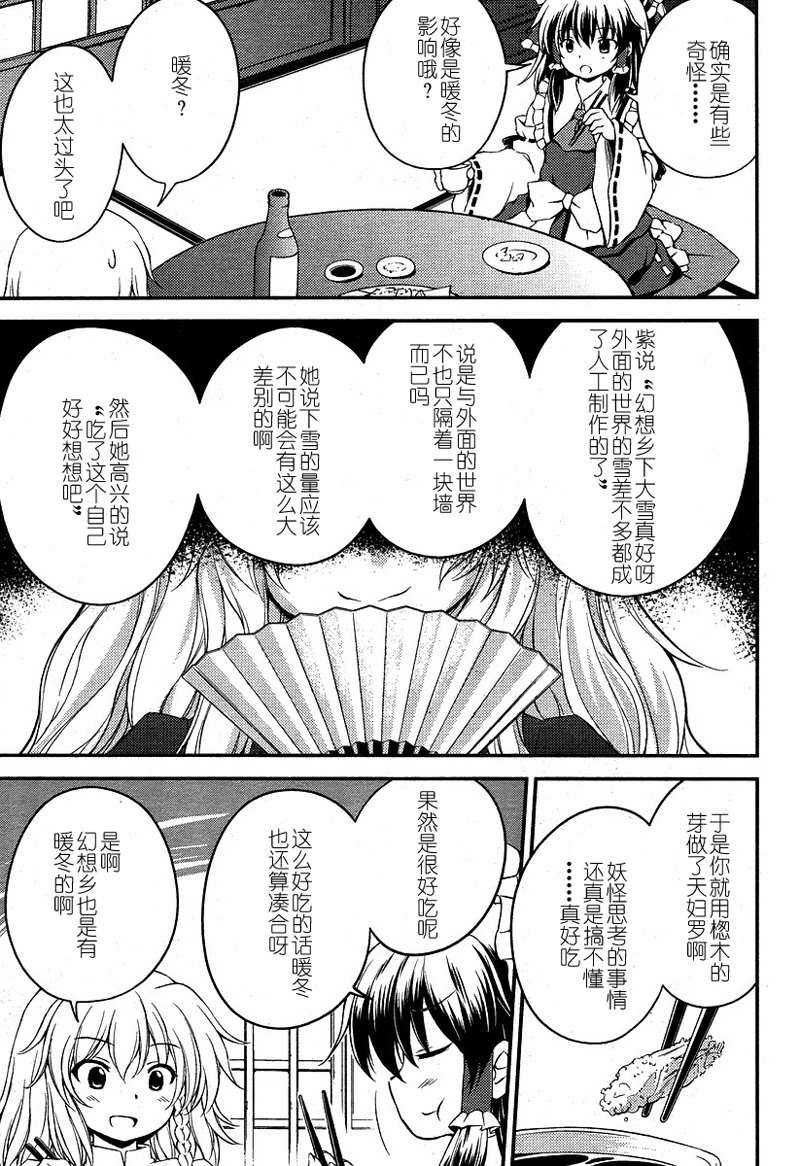 确实是有些
奇怪……
好像是暖冬的
影响哦？
暖冬？
这也太过头了吧
紫说“幻想乡下大雪真好呀
外面的世界的雪差不多都成
了人工制作的了”
说是与外面的世界
不也只隔着一块墙
而已吗
她说下雪的量应该
不可能会有这么大
差别的啊
然后她高兴的说
“吃了这个自己
好好想想吧”
于是你就用楤木的
芽做了天妇罗啊
妖怪思考的事情
还真是搞不懂
……真好吃
果然是很好吃呢
这么好吃的话暖冬
也还算凑合呀
是啊
幻想乡也是有
暖冬的啊